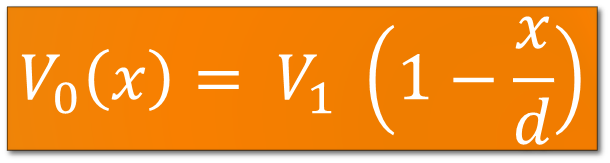 V₀(x) = V₁ (1 − x/d)